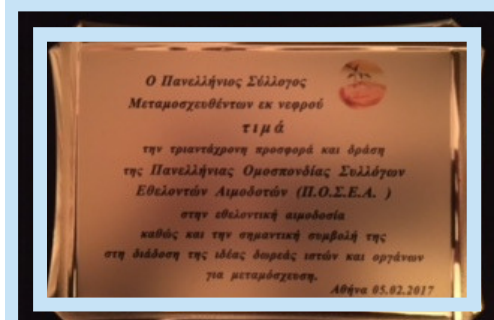 Ο Πανελλήνιος Σύλλογος
Μεταμοσχευθέντων εκ νεφρού
τιμά
την τριαντάχρονη προσφορά και δράση
της Πανελλήνιας Ομοσπονδίας Συλλόγων
Εθελοντών Αιμοδοτών (Π.Ο.Σ.Ε.Α. )
στην εθελοντική αιμοδοσία
καθώς και την σημαντική συμβολή της
στη διάδοση της ιδέας δωρεάς ιστών και οργάνων
για μεταμόσχευση.
Αθήνα 05.02.2017